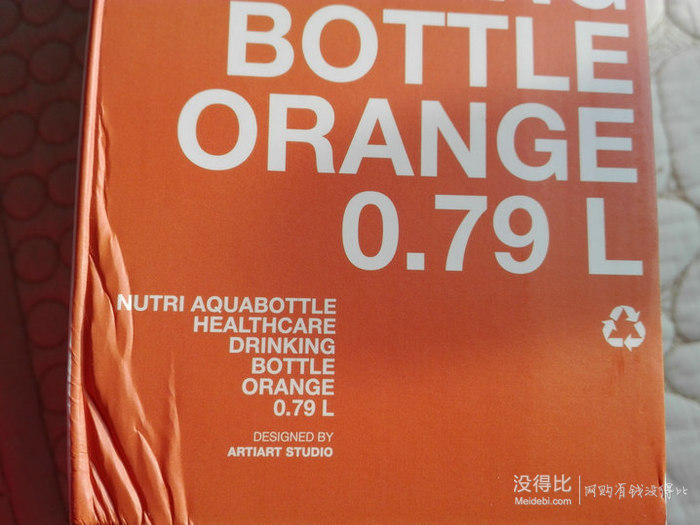 BOTTLE
ORANGE
0.79 L
NUTRI AQUABOTTLE
HEALTHCARE
DRINKING
BOTTLE
ORANGE
0.79 L
DESIGNED BY
ARTIART STUDIO
没得比
Meidebi.com
网购有钱没得比